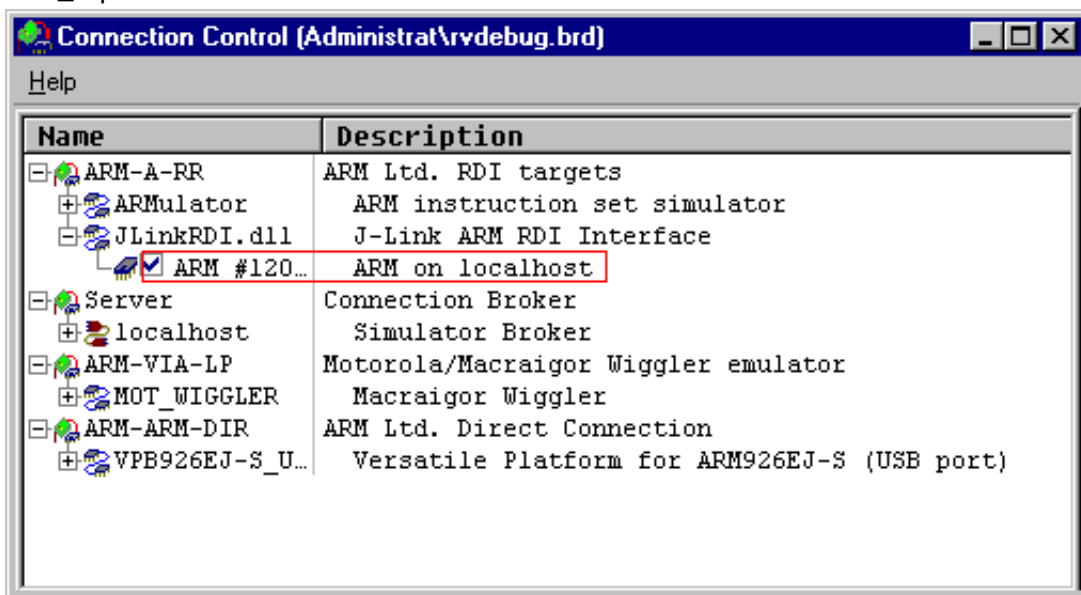 Connection Control (Administrat\rvdebug.brd)
Help
Name Description
ARM-A-RR ARM Ltd. RDI targets
ARMulator ARM instruction set simulator
JLinkRDI.dll J-Link ARM RDI Interface
ARM #120… ARM on localhost
Server Connection Broker
localhost Simulator Broker
ARM-VIA-LP Motorola/Macraigor Wiggler emulator
MOT_WIGGLER Macraigor Wiggler
ARM-ARM-DIR ARM Ltd. Direct Connection
VPB926EJ-S_U… Versatile Platform for ARM926EJ-S (USB port)